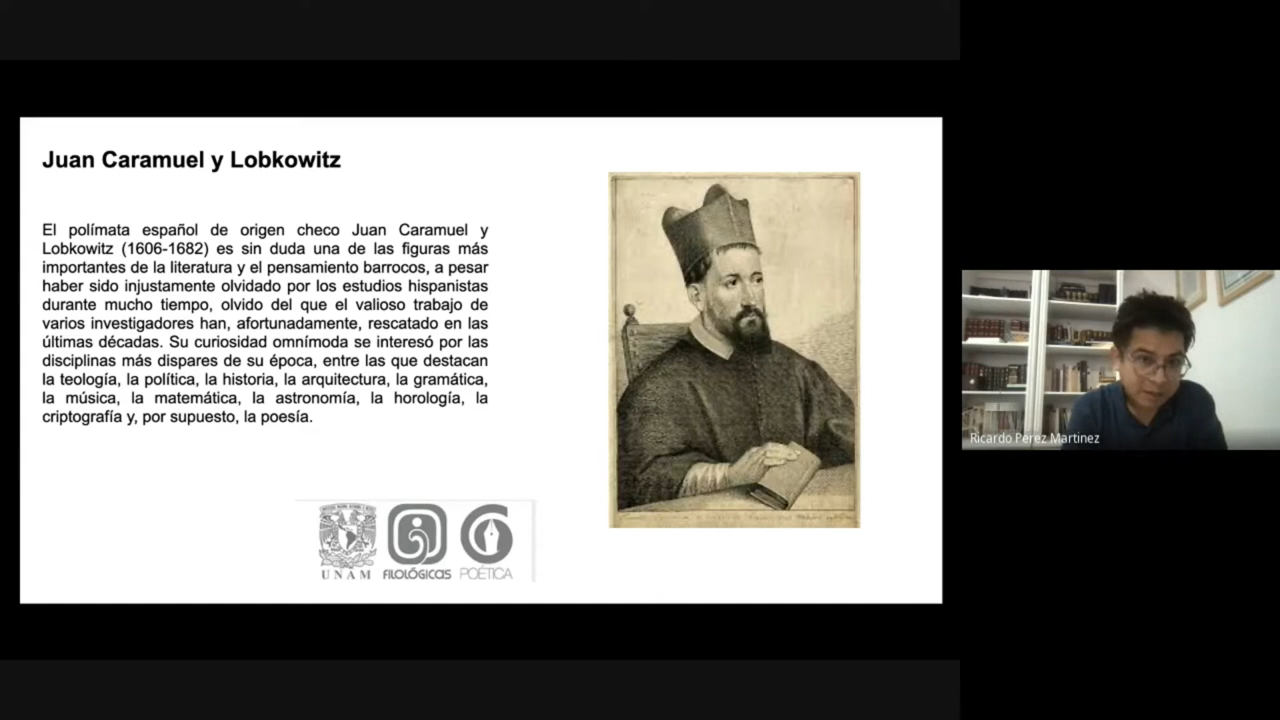 Juan Caramuel y Lobkowitz
El polímata español de origen checo Juan Caramuel y
Lobkowitz (1606-1682) es sin duda una de las figuras más
importantes de la literatura y el pensamiento barrocos, a pesar
haber sido injustamente olvidado por los estudios hispanistas
durante mucho tiempo, olvido del que el valioso trabajo de
varios investigadores han, afortunadamente, rescatado en las
últimas décadas. Su curiosidad omnímoda se interesó por las
disciplinas más dispares de su época, entre las que destacan
la teología, la política, la historia, la arquitectura, la gramática,
la música, la matemática, la astronomía, la horología, la
criptografía y, por supuesto, la poesía.
UNAM
FILOLÓGICAS
POÉTICA
Ricardo Perez Martinez